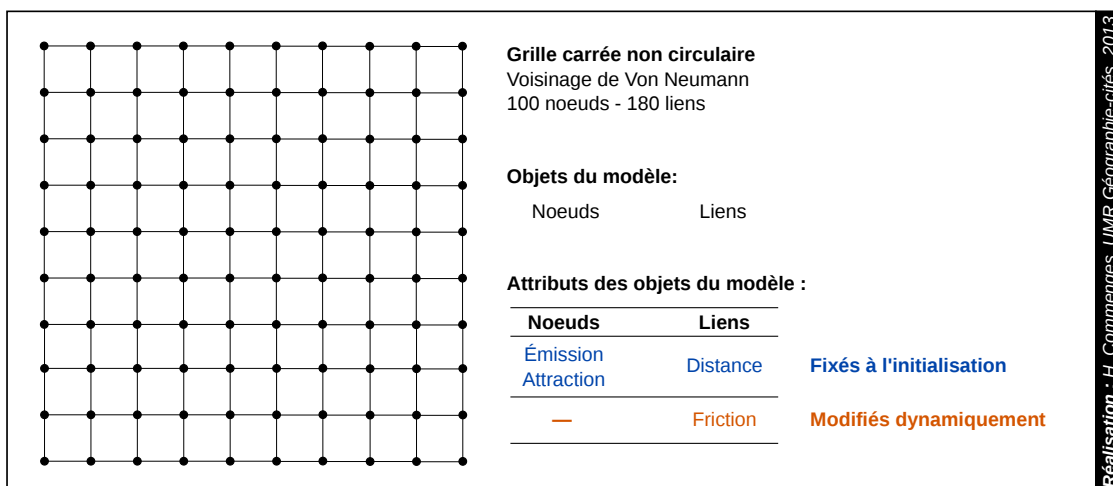 Grille carrée non circulaire
Voisinage de Von Neumann
100 noeuds - 180 liens
Objets du modèle:
Noeuds Liens
Attributs des objets du modèle :
Noeuds Liens
Émission
Attraction
Distance
Fixés à l'initialisation
— Friction Modifiés dynamiquement
Réalisation : H. Commenges, UMR Géographie-cités, 2013